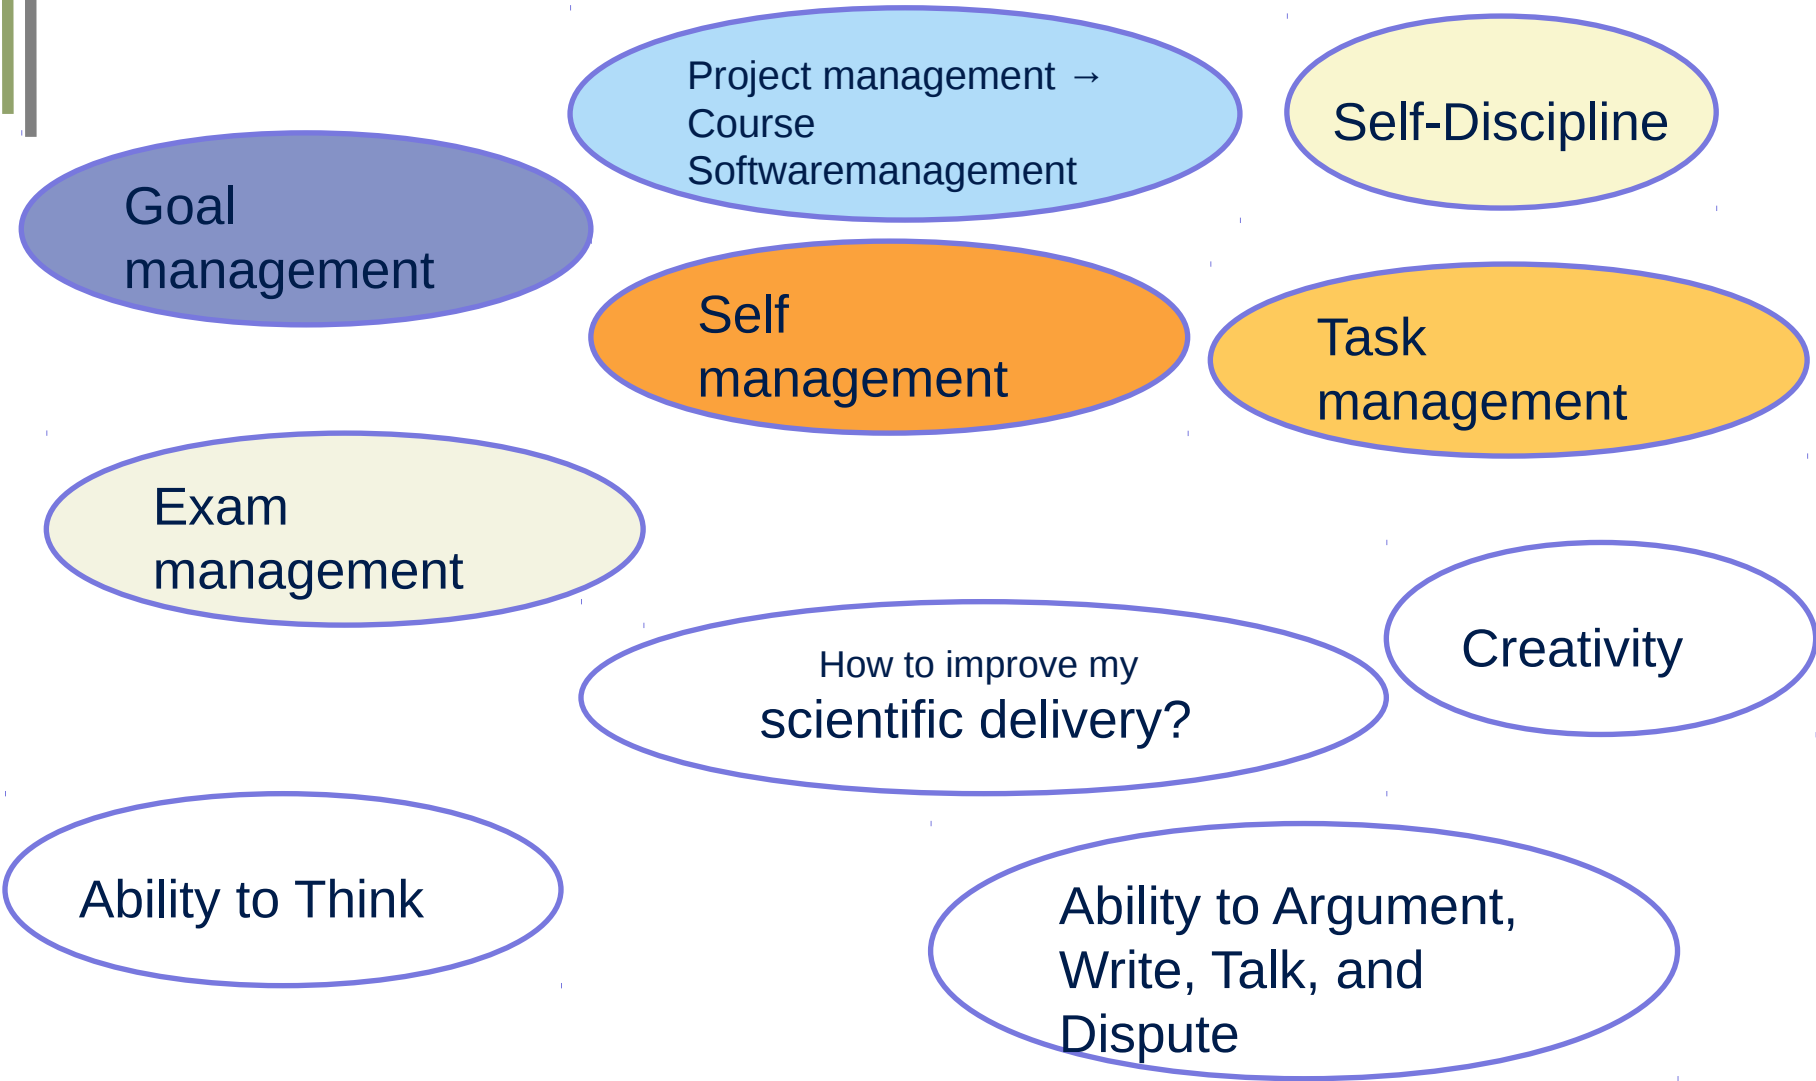 Project management →
Course
Softwaremanagement
Self-Discipline
Goal
management
Self
management
Task
management
Exam
management
How to improve my
scientific delivery?
Creativity
Ability to Think
Ability to Argument,
Write, Talk, and
Dispute